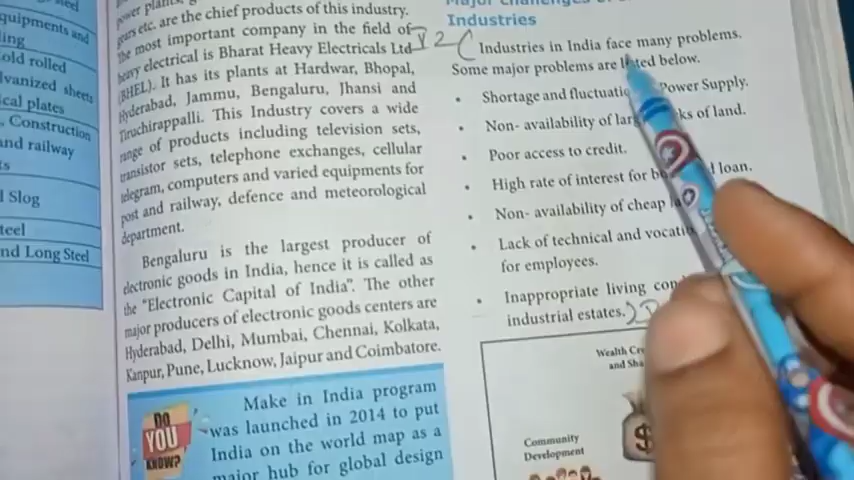 steel
quipments and
ling
old rolled
lvanized sheets
ical plates
Construction
and railway
ts
l Slog
teel
nd Long Steel
power plants,
gears etc. are the chief products of this industry.
the most important company in the field of
heavy electrical is Bharat Heavy Electricals Ltd
(BHEL). It has its plants at Hardwar, Bhopal,
Hyderabad, Jammu, Bengaluru, Jhansi and
Tiruchirappalli. This Industry covers a wide
range of products including television sets,
transistor sets, telephone exchanges, cellular
telegram, computers and varied equipments for
post and railway, defence and meteorological
department.
Bengaluru is the largest producer of
electronic goods in India, hence it is called as
the "Electronic Capital of India". The other
major producers of electronic goods centers are
Hyderabad, Delhi, Mumbai, Chennai, Kolkata,
Kanpur, Pune, Lucknow, Jaipur and Coimbatore.
DO
YOU
KNOW?
Make in India program
was launched in 2014 to put
India on the world map as a
major hub for global design
Major Challenges of
Industries
Industries in India face many problems.
Some major problems are listed below.
• Shortage and fluctuatio Power Supply.
• Non- availability of larg ks of land.
• Poor access to credit.
• High rate of interest for bo d loan.
• Non- availability of cheap la
• Lack of technical and vocati
for employees.
• Inappropriate living con
industrial estates.
Wealth Cre
and Sha
$
Community
Development